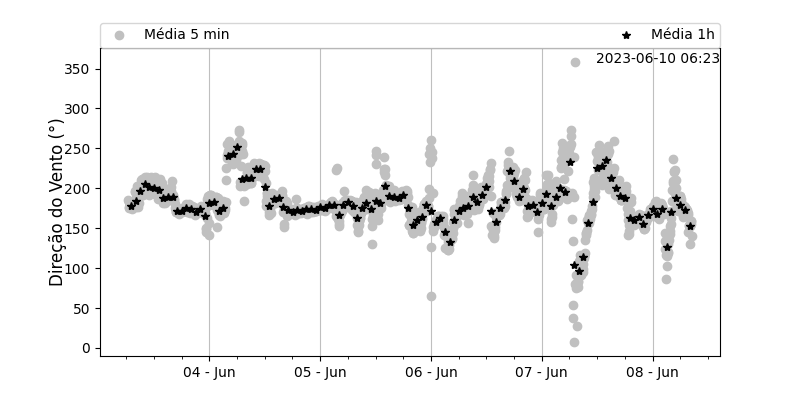 Média 5 min
Média 1h
2023-06-10 06:23
Direção do Vento (°)
350
300
250
200
150
100
50
0
04 - Jun
05 - Jun
06 - Jun
07 - Jun
08 - Jun